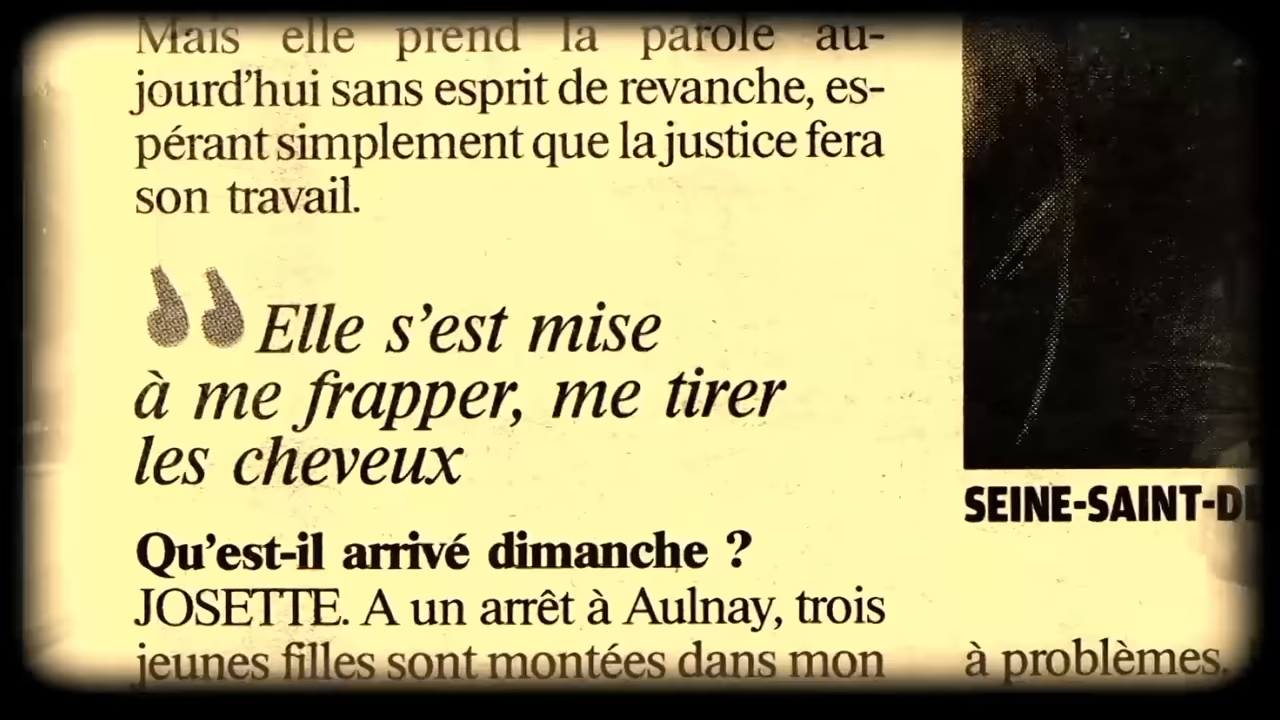 Mais elle prend la parole au-
jourd'hui sans esprit de revanche, es-
pérant simplement que la justice fera
son travail.
“Elle s'est mise
à me frapper, me tirer
les cheveux
Qu'est-il arrivé dimanche ?
JOSETTE. A un arrêt à Aulnay, trois
jeunes filles sont montées dans mon
SEINE-SAINT-DE
à problèmes.